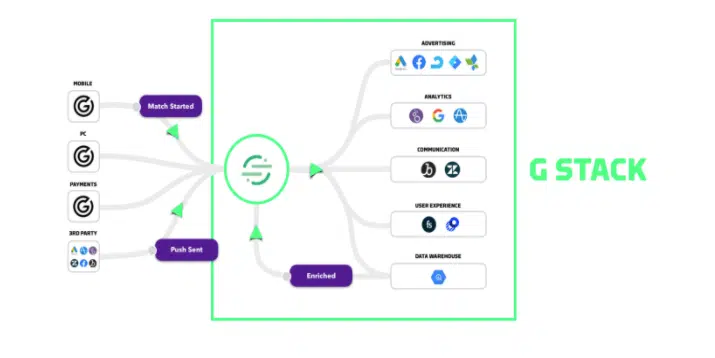 ADVERTISING
MOBILE
Match Started
ANALYTICS
PC
COMMUNICATION
G STACK
PAYMENTS
USER EXPERIENCE
3RD PARTY
Push Sent
DATA WAREHOUSE
Enriched